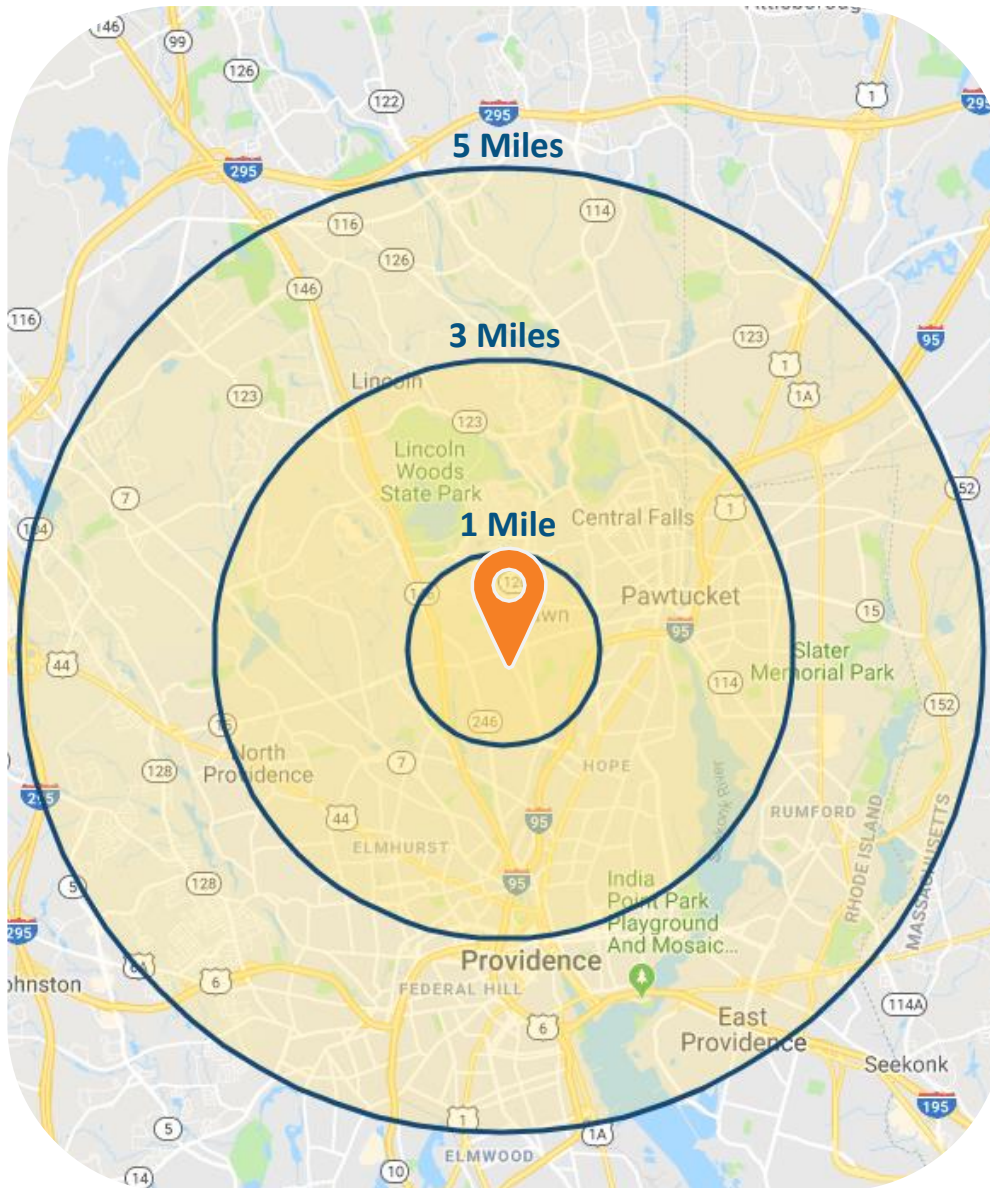 146
99
126
122
295
1
295
5 Miles
295
116
114
126
146
116
3 Miles
95
123
1
Lincoln
123
1A
123
Lincoln
Woods
State Park
7
152
1
1 Mile
Central Falls
104
Pawtucket
15
95
44
Slater
Memorial Park
114
152
246
15
North
Providence
7
HOPE
128
295
44
95
RUMFORD
Seekonk River
RHODE ISLAND
MASSACHUSETTS
ELMHURST
128
95
5
India
Point Park
Playground
And Mosaic...
295
Providence
6
6
FEDERAL HILL
114A
6
East
Providence
Seekonk
195
1
5
1A
ELMWOOD
10
14